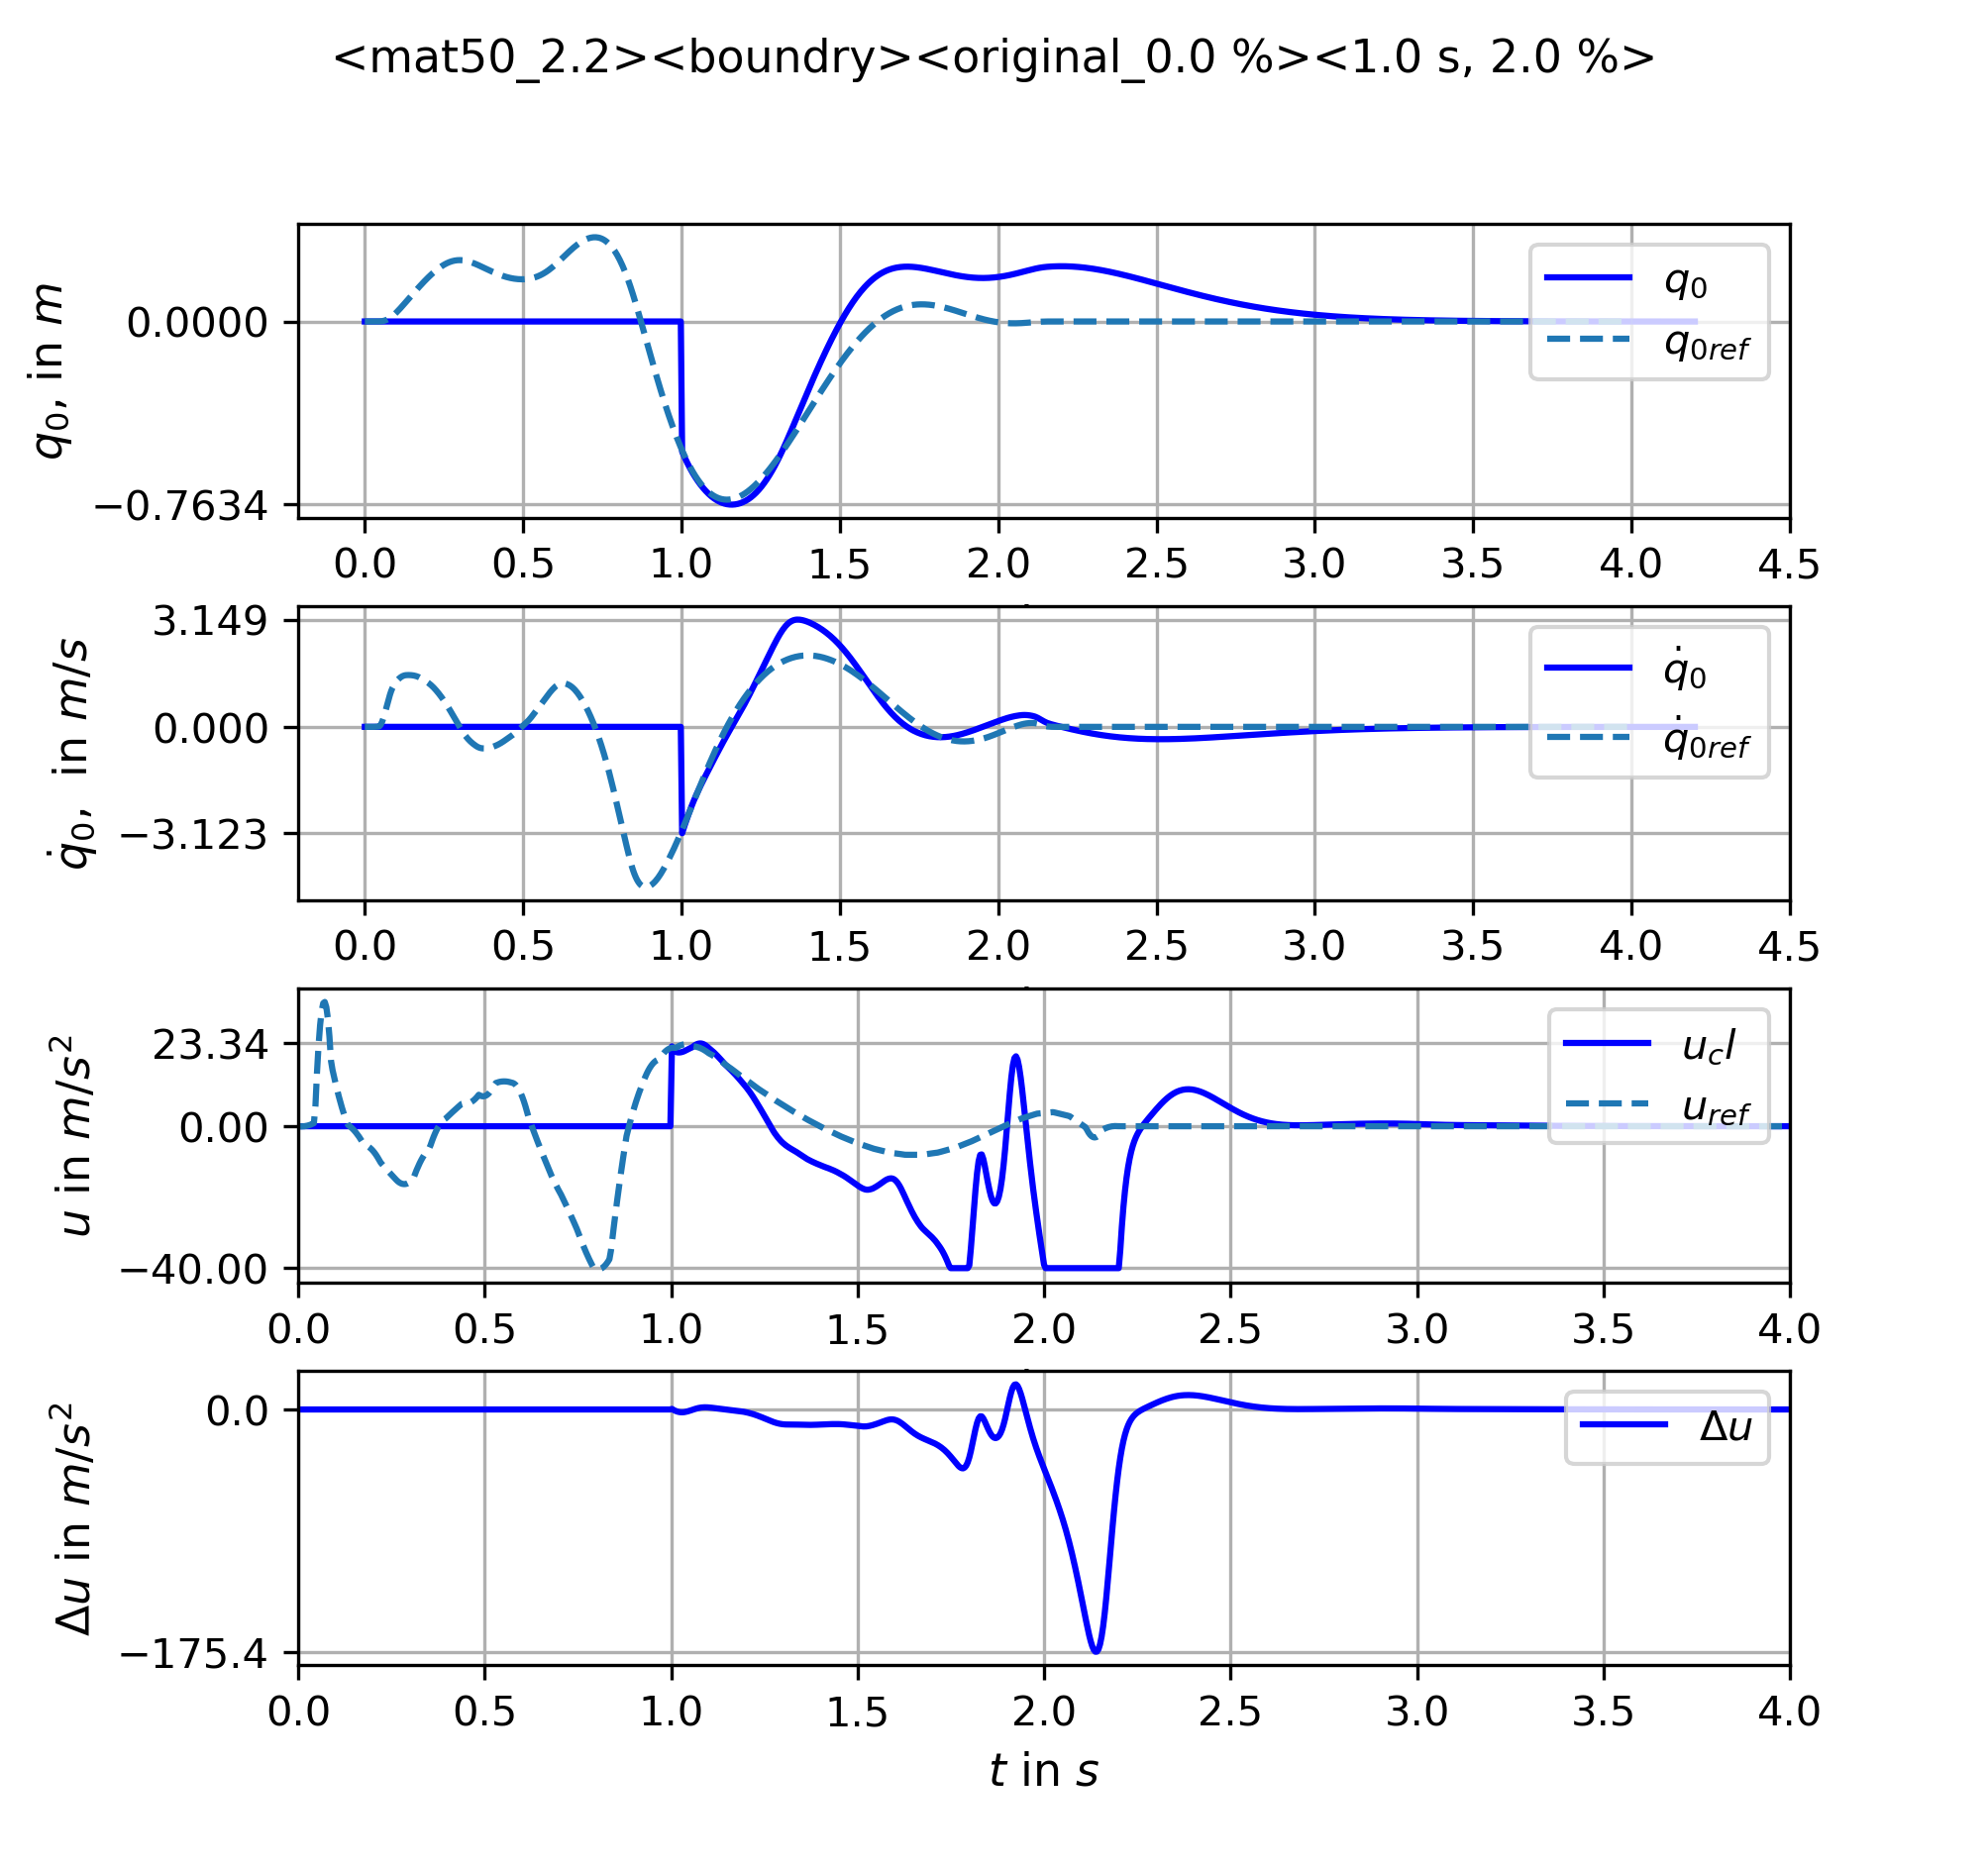 <mat50_2.2><boundry><original_0.0 %><1.0 s, 2.0 %>
q₀, in m
0.0000
−0.7634
q₀
q₀ref
0.0 0.5 1.0 1.5 2.0 2.5 3.0 3.5 4.0 4.5
q̇₀, in m/s
3.149
0.000
−3.123
q̇₀
q̇₀ref
0.0 0.5 1.0 1.5 2.0 2.5 3.0 3.5 4.0 4.5
u in m/s²
23.34
0.00
−40.00
u_cl
u_ref
0.0 0.5 1.0 1.5 2.0 2.5 3.0 3.5 4.0
Δu in m/s²
0.0
−175.4
Δu
0.0 0.5 1.0 1.5 2.0 2.5 3.0 3.5 4.0
t in s